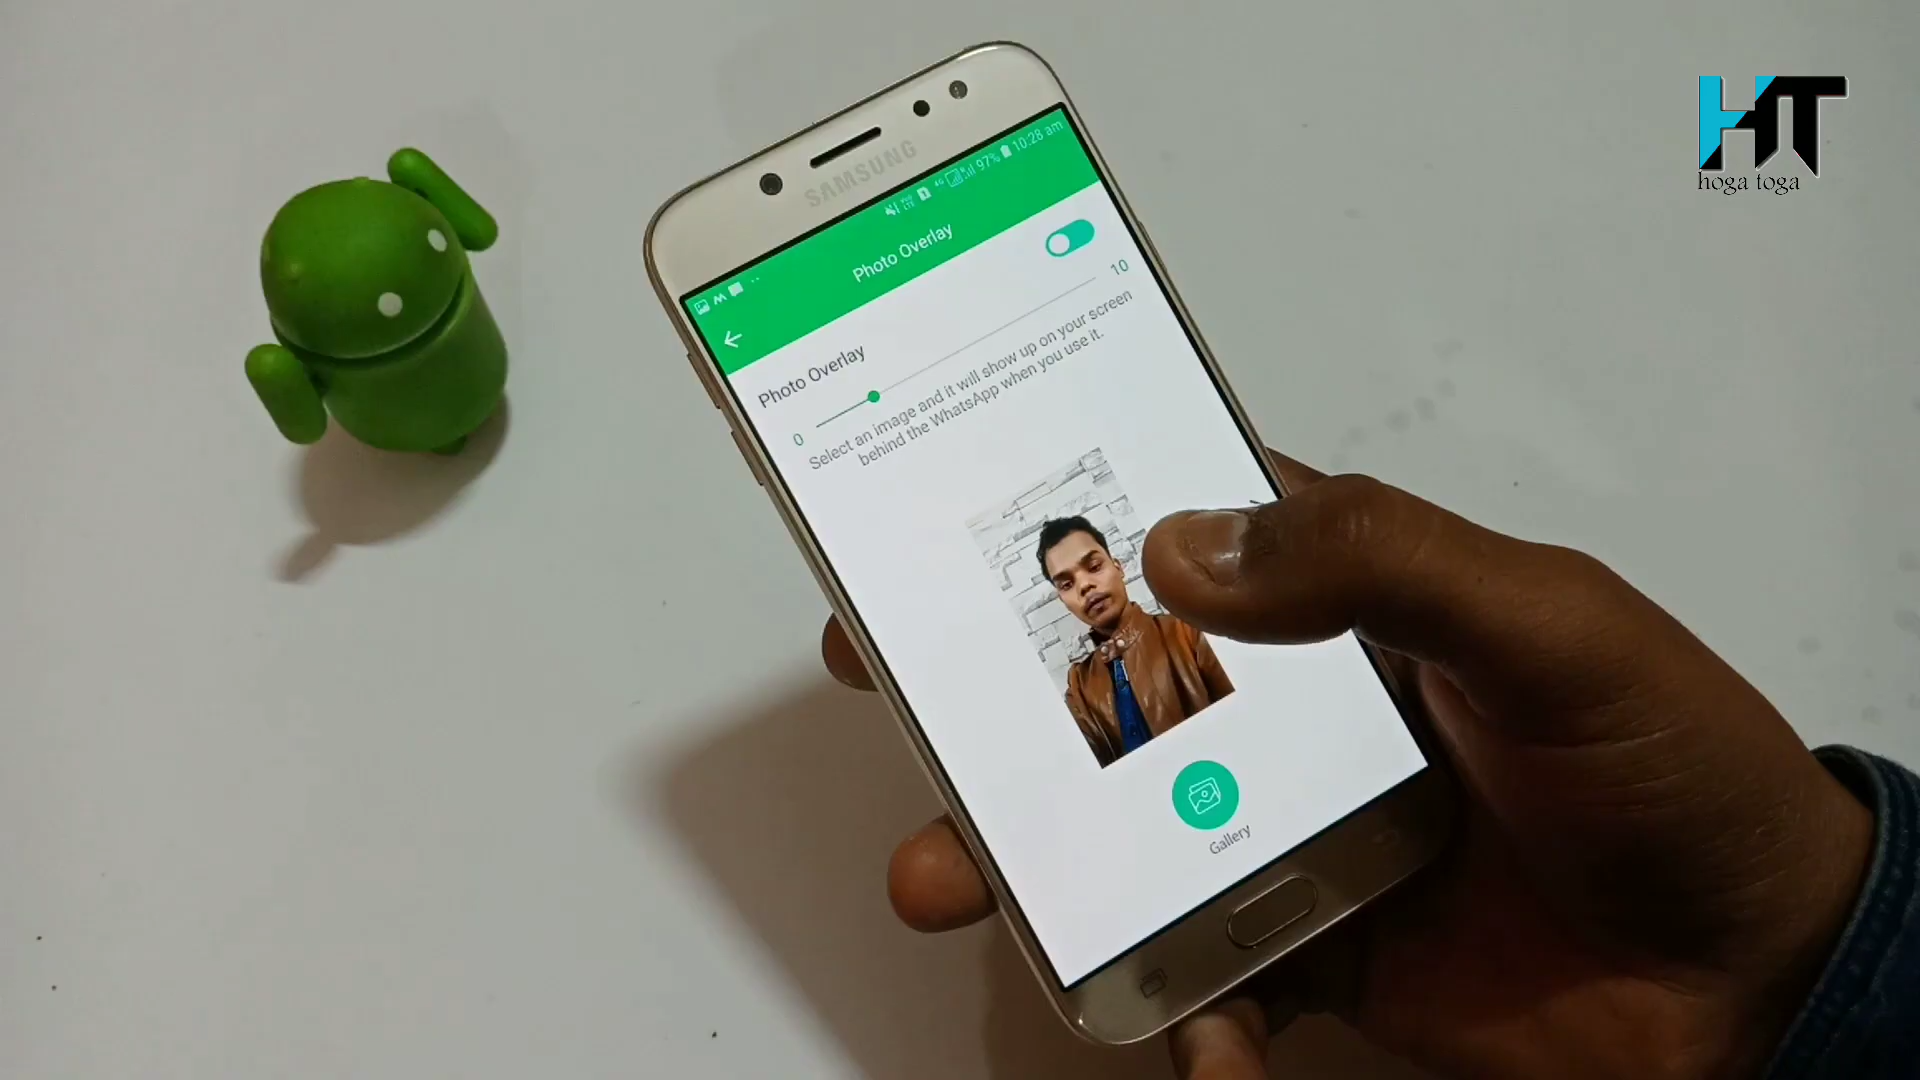 HT
hoga toga
SAMSUNG
97% 10:28 am
Photo Overlay
Photo Overlay
0
10
Select an image and it will show up on your screen
behind the WhatsApp when you use it.
Gallery